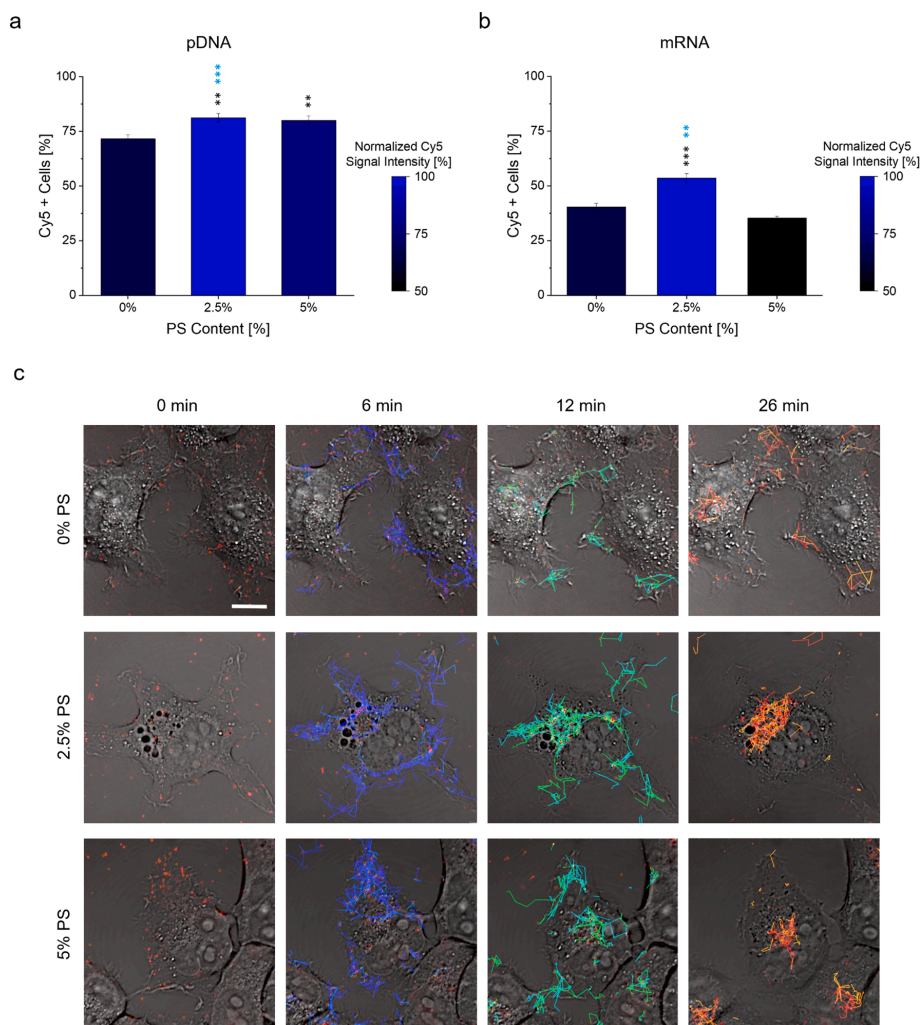 a
pDNA
100
75
50
25
0
Cy5 + Cells [%]
** ***
**
0%
2.5%
5%
PS Content [%]
Normalized Cy5
Signal Intensity [%]
100
75
50
b
mRNA
100
75
50
25
0
Cy5 + Cells [%]
*** **
0%
2.5%
5%
PS Content [%]
Normalized Cy5
Signal Intensity [%]
100
75
50
c
0 min
6 min
12 min
26 min
0% PS
2.5% PS
5% PS